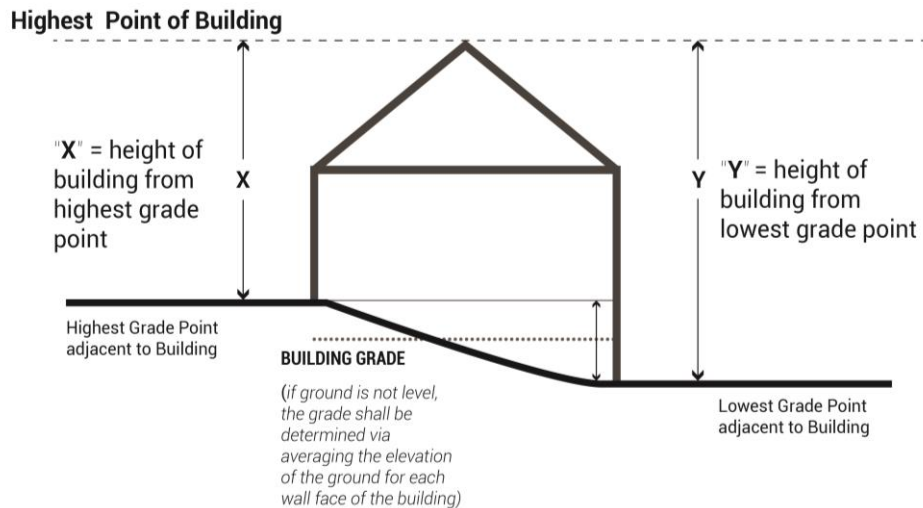 Highest Point of Building
"X" = height of
building from
highest grade
point
X
Y
"Y" = height of
building from
lowest grade point
Highest Grade Point
adjacent to Building
BUILDING GRADE
(if ground is not level,
the grade shall be
determined via
averaging the elevation
of the ground for each
wall face of the building)
Lowest Grade Point
adjacent to Building